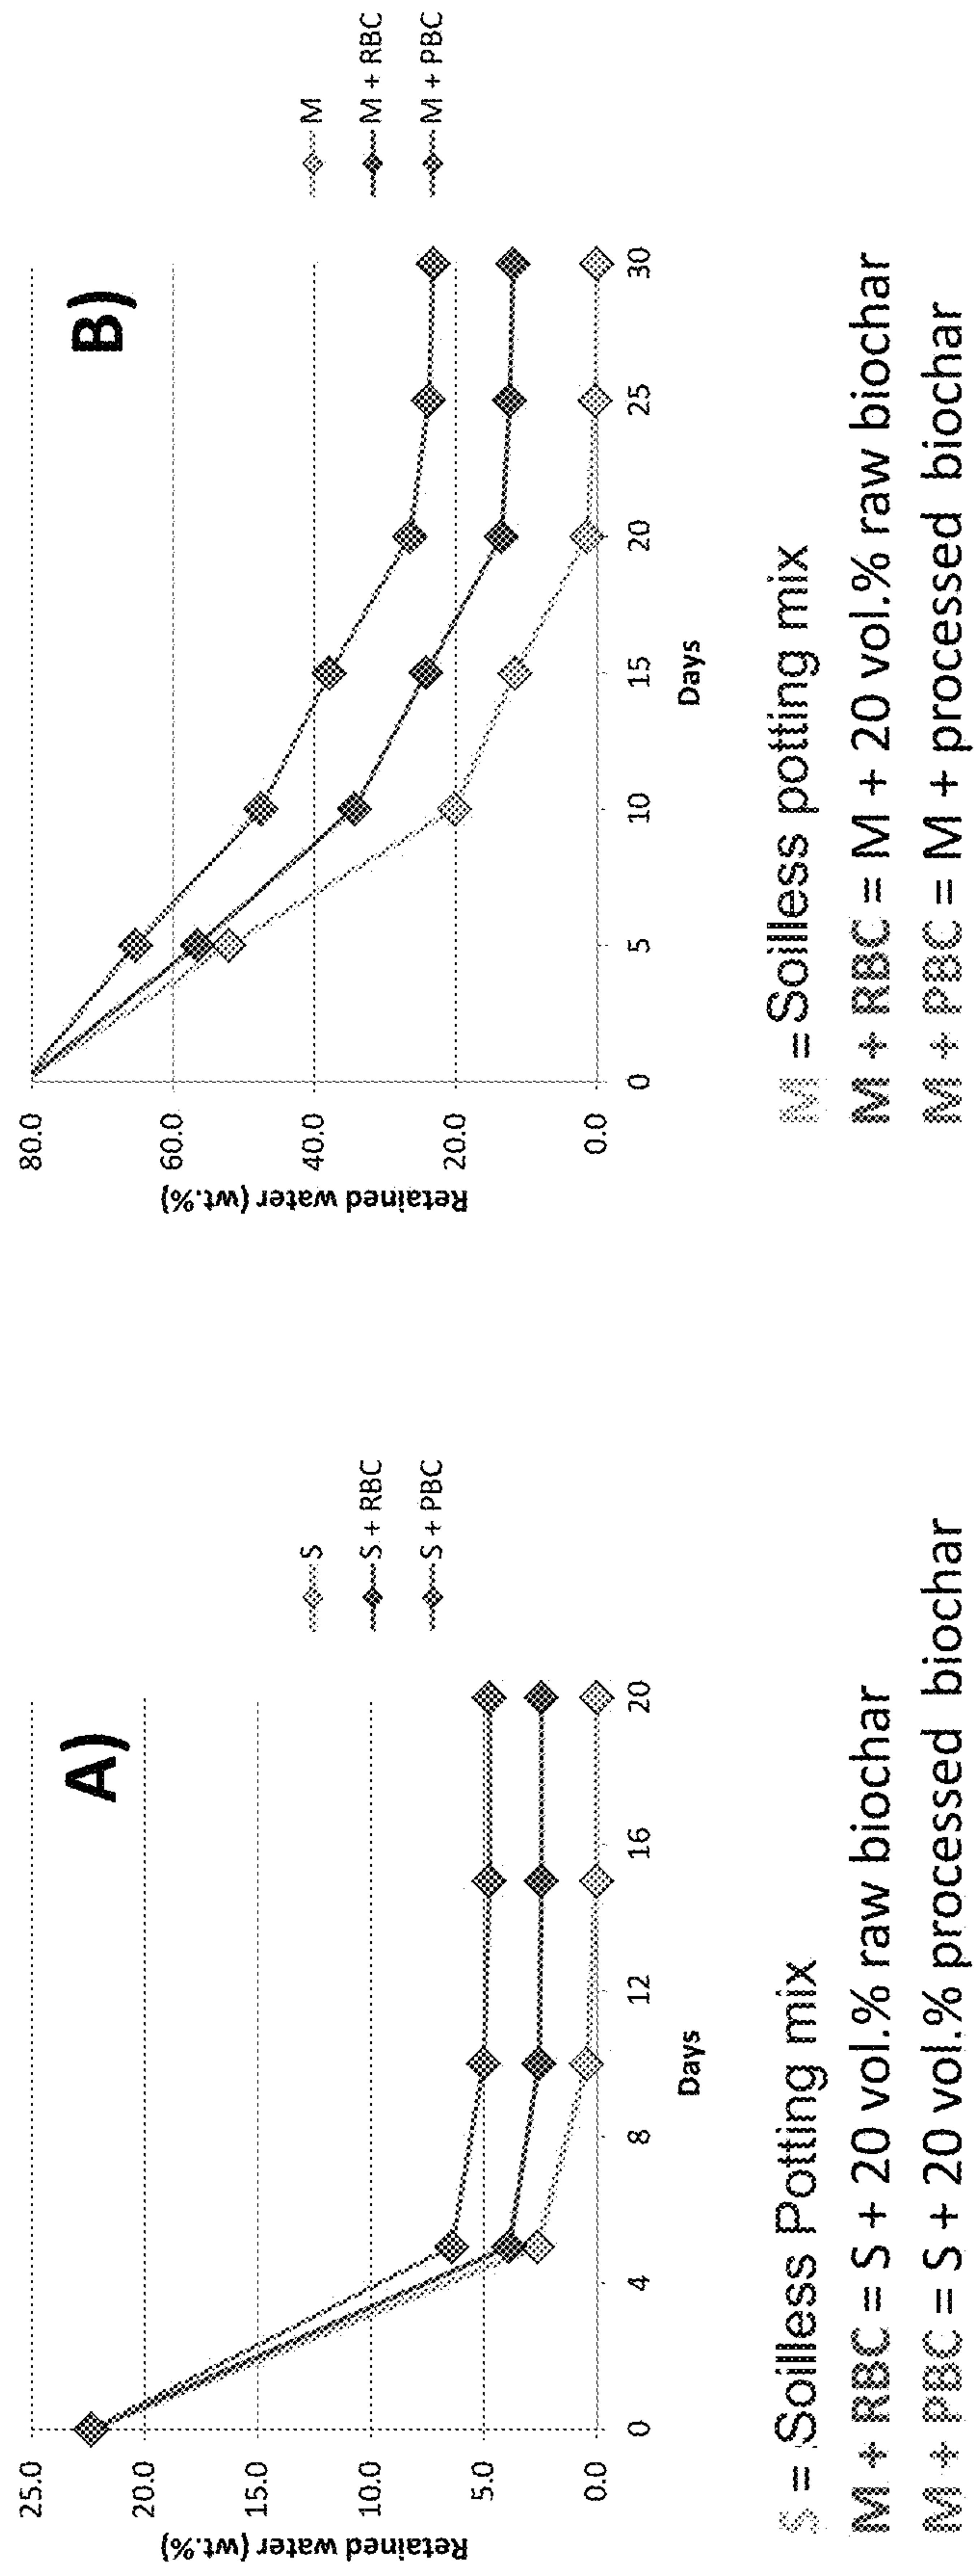 A)
Retained water (wt.%)
25.0
20.0
15.0
10.0
5.0
0.0
0 4 8 12 16 20
Days
S
S + RBC
S + PBC
S = Soilless Potting mix
M + RBC = S + 20 vol.% raw biochar
M + PBC = S + 20 vol.% processed biochar
B)
Retained water (wt.%)
80.0
60.0
40.0
20.0
0.0
0 5 10 15 20 25 30
Days
M
M + RBC
M + PBC
M = Soilless potting mix
M + RBC = M + 20 vol.% raw biochar
M + PBC = M + processed biochar